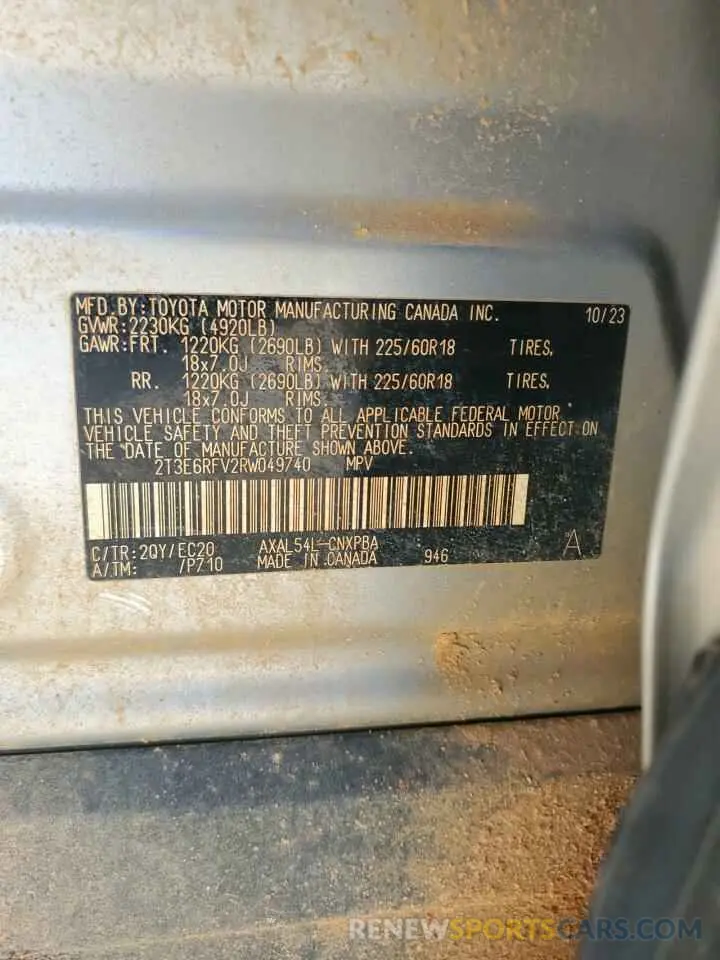 MFD.BY:TOYOTA MOTOR MANUFACTURING CANADA INC. 10/23
GVWR:2230KG (4920LB)
GAWR:FRT. 1220KG (2690LB) WITH 225/60R18 TIRES,
18x7.0J RIMS
RR. 1220KG (2690LB) WITH 225/60R18 TIRES,
18x7.0J RIMS
THIS VEHICLE CONFORMS TO ALL APPLICABLE FEDERAL MOTOR
VEHICLE SAFETY AND THEFT PREVENTION STANDARDS IN EFFECT ON
THE DATE OF MANUFACTURE SHOWN ABOVE.
2T3E6RFV2RW049740 MPV
C/TR:2QY/EC20 AXAL54L-CNXPBA A
A/TM: /P710 MADE IN CANADA 946
RENEWSPORTSCARS.COM